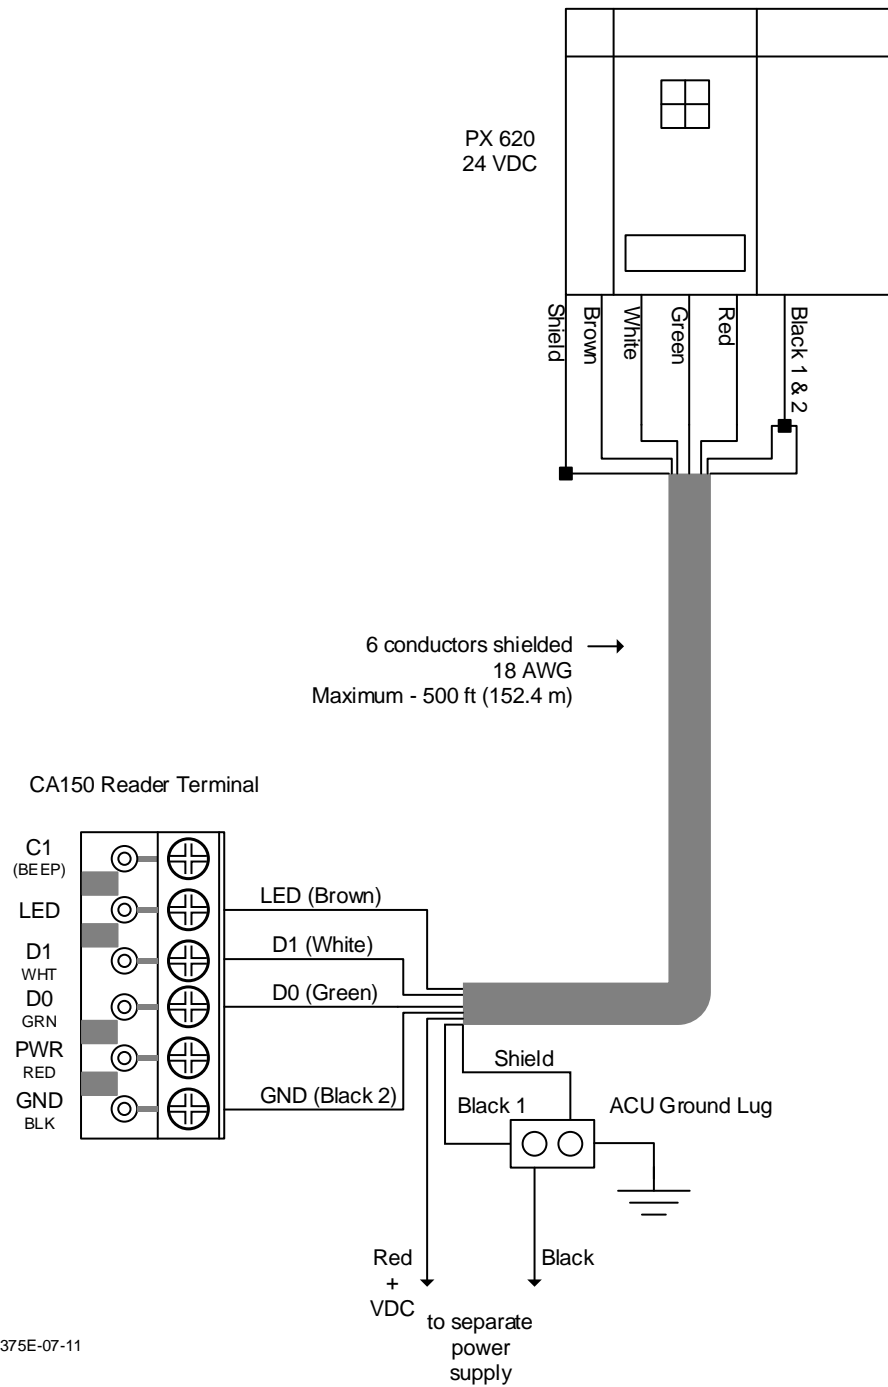 PX 620
24 VDC
Shield
Brown
White
Green
Red
Black 1 & 2
6 conductors shielded
18 AWG
Maximum - 500 ft (152.4 m)
CA150 Reader Terminal
C1
(BEEP)
LED
D1
WHT
D0
GRN
PWR
RED
GND
BLK
LED (Brown)
D1 (White)
D0 (Green)
GND (Black 2)
Shield
Black 1
ACU Ground Lug
Red
+
VDC
Black
to separate
power
supply
375E-07-11